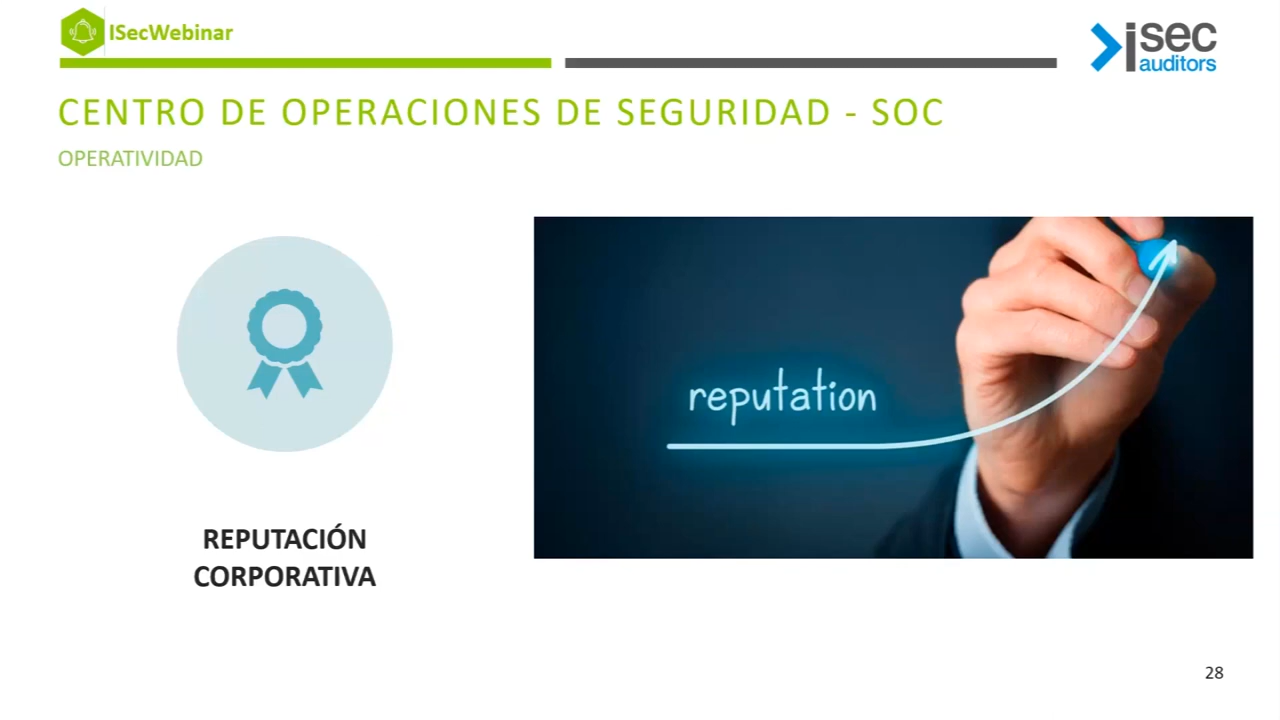 ISecWebinar
isec
auditors
CENTRO DE OPERACIONES DE SEGURIDAD - SOC
OPERATIVIDAD
reputation
REPUTACIÓN
CORPORATIVA
28